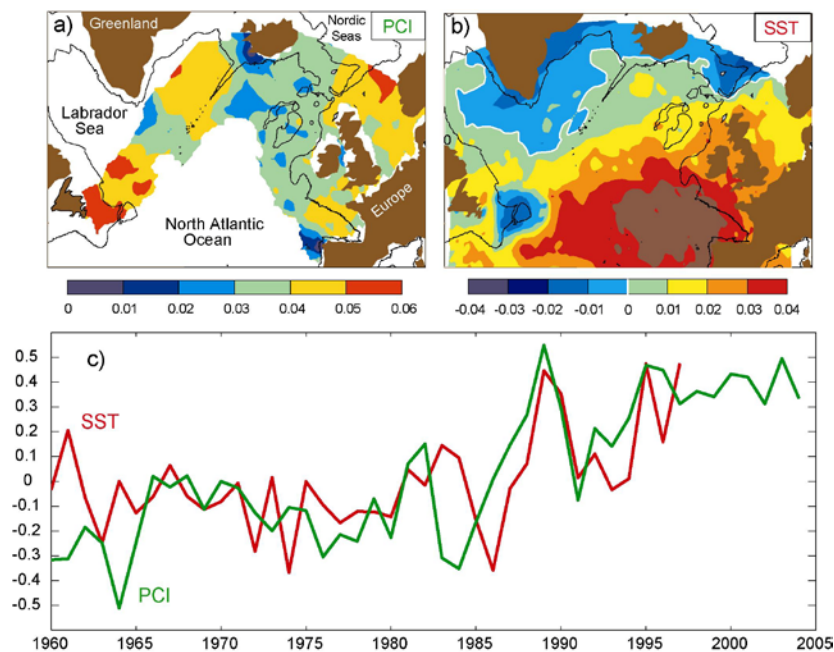 a)
Greenland
Nordic
Seas
PCI
Labrador
Sea
North Atlantic
Ocean
Europe
0 0.01 0.02 0.03 0.04 0.05 0.06
b)
SST
0
-0.04 -0.03 -0.02 -0.01 0 0.01 0.02 0.03 0.04
c)
0.5
0.4
0.3
0.2
0.1
0
-0.1
-0.2
-0.3
-0.4
-0.5
SST
PCI
1960 1965 1970 1975 1980 1985 1990 1995 2000 2005